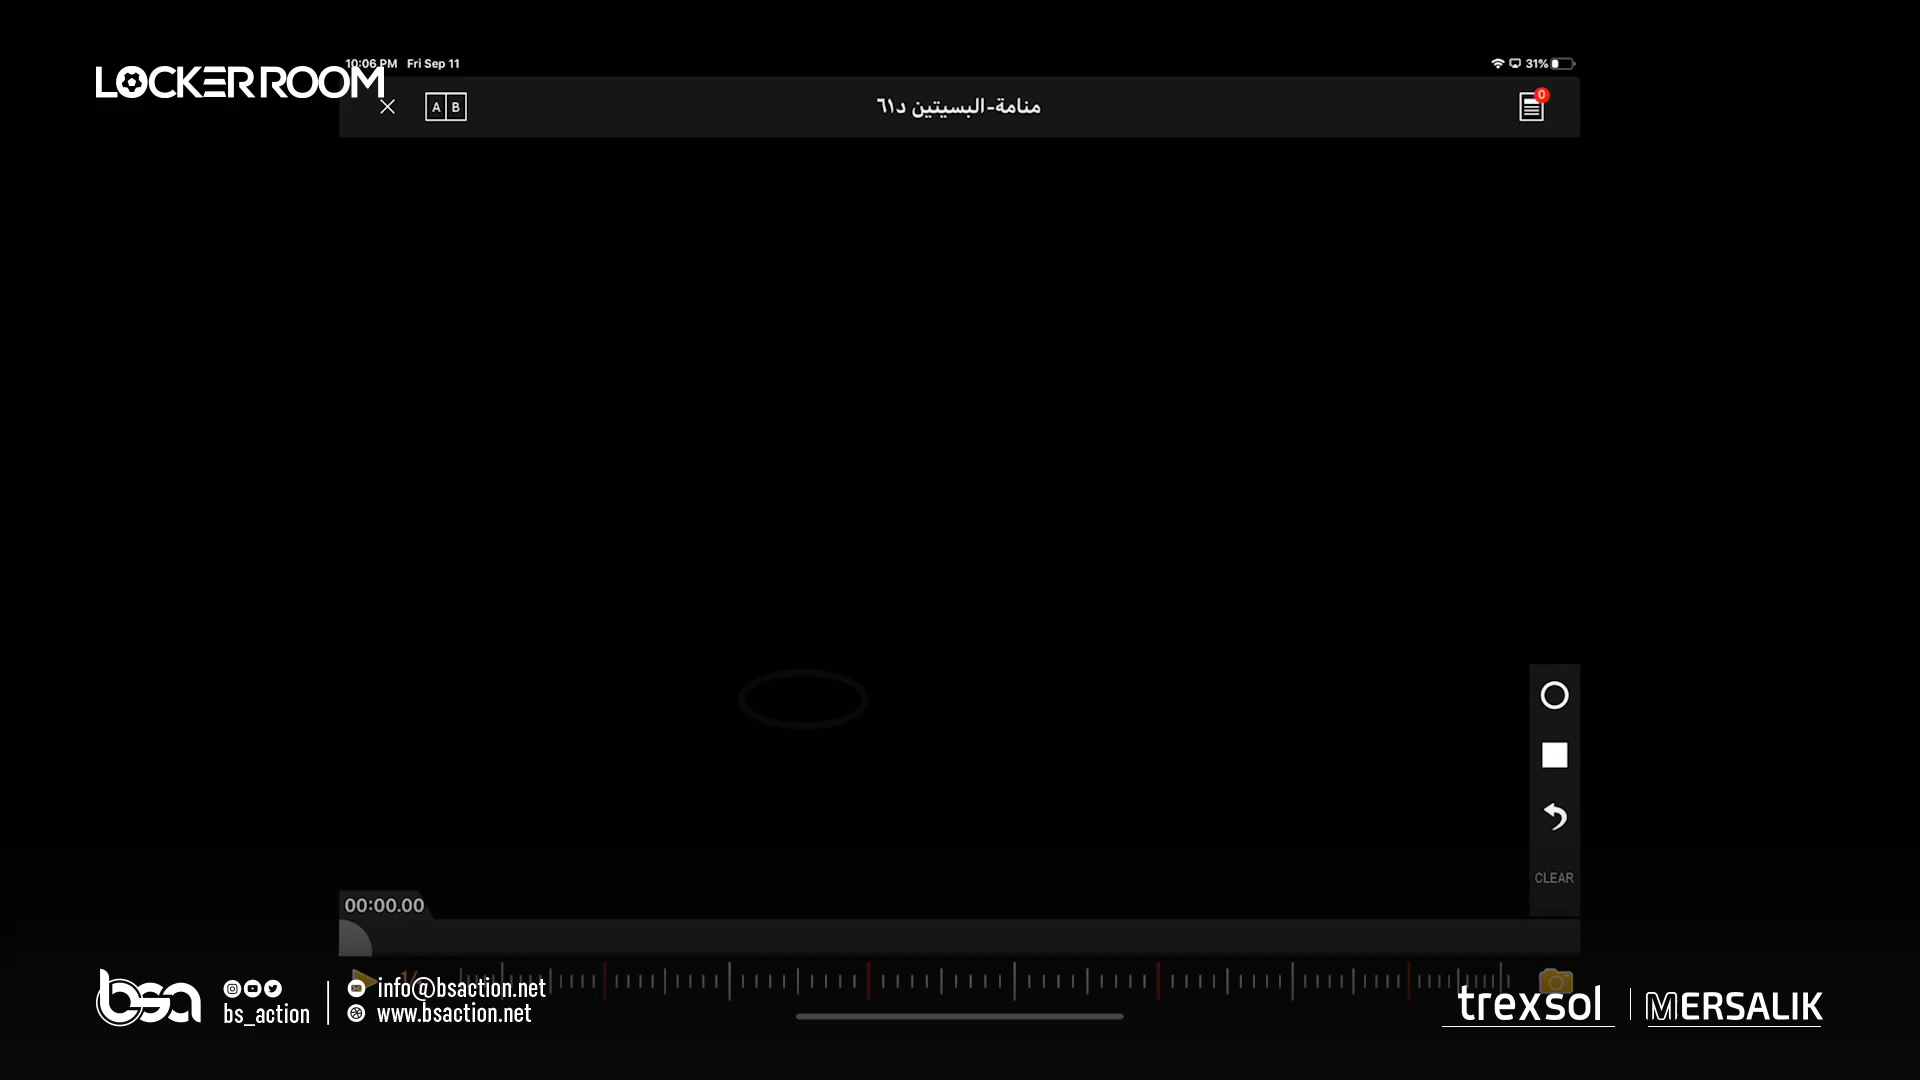 10:06 PM Fri Sep 11
31%
LOCKER ROOM
A B
منامة-البسيتين د٦١
0
CLEAR
00:00.00
bsa
bs_action
info@bsaction.net
www.bsaction.net
trexsol
MERSALIK